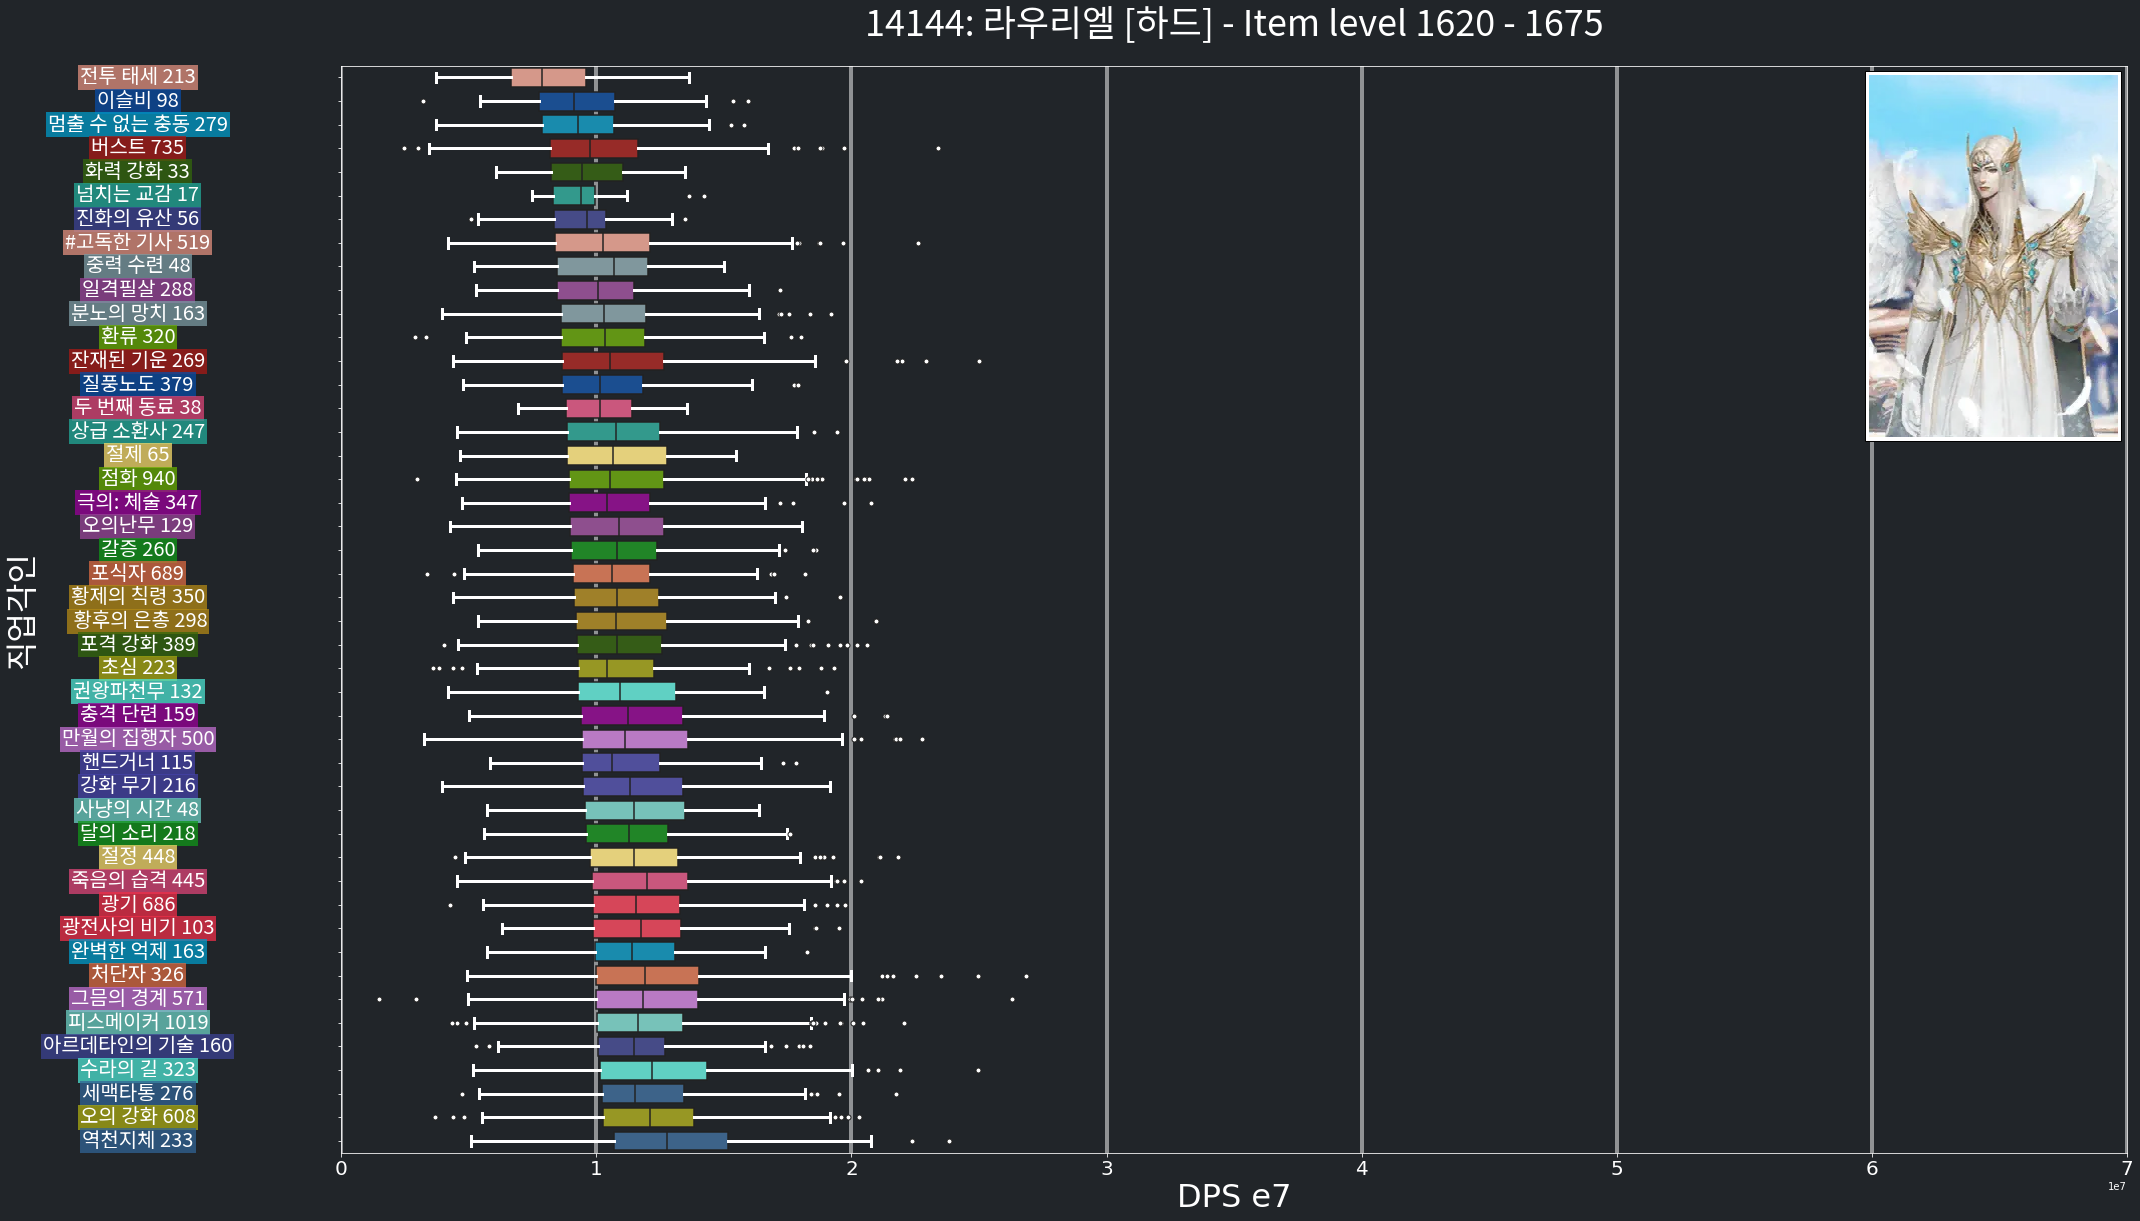 14144: 라우리엘 [하드] - Item level 1620 - 1675
전투 태세 213
이슬비 98
멈출 수 없는 충동 279
버스트 735
화력 강화 33
넘치는 교감 17
진화의 유산 56
#고독한 기사 519
중력 수련 48
일격필살 288
분노의 망치 163
환류 320
잔재된 기운 269
질풍노도 379
두 번째 동료 38
상급 소환사 247
절제 65
점화 940
극의: 체술 347
오의난무 129
갈증 260
포식자 689
황제의 칙령 350
황후의 은총 298
포격 강화 389
초심 223
권왕파천무 132
충격 단련 159
만월의 집행자 500
핸드거너 115
강화 무기 216
사냥의 시간 48
달의 소리 218
절정 448
죽음의 습격 445
광기 686
광전사의 비기 103
완벽한 억제 163
처단자 326
그믐의 경계 571
피스메이커 1019
아르데타인의 기술 160
수라의 길 323
세맥타통 276
오의 강화 608
역천지체 233
직업각인
0 1 2 3 4 5 6 7
1e7
DPS e7